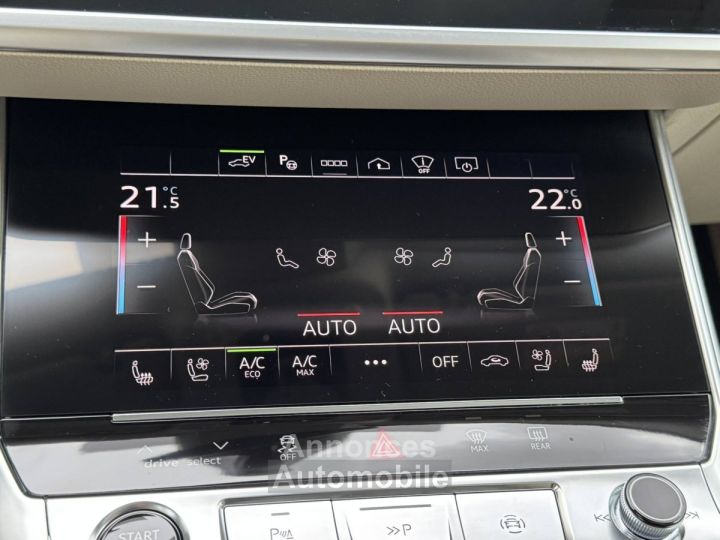 EV P OFF
21.5 °C 22.0 °C
+ +
− −
AUTO AUTO
A/C ECO A/C MAX ••• OFF
drive select OFF MAX REAR
Annonces
Automobile
START P >>P